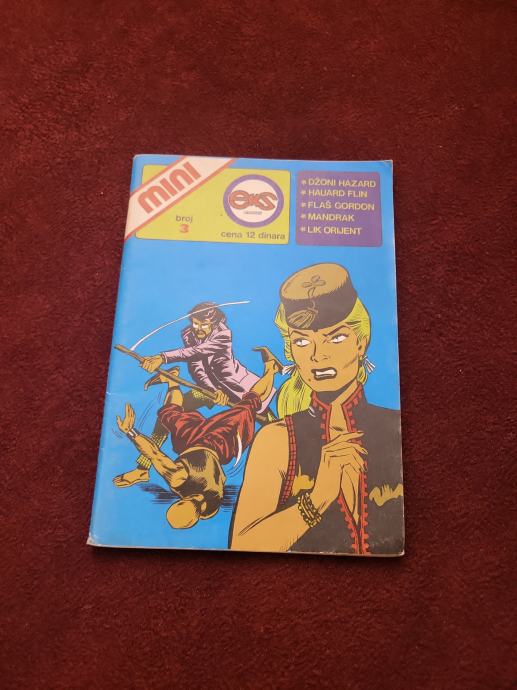 mini
broj
3
eks
cena 12 dinara
* DŽONI HAZARD
* HAUARD FLIN
* FLAŠ GORDON
* MANDRAK
* LIK ORIJENT